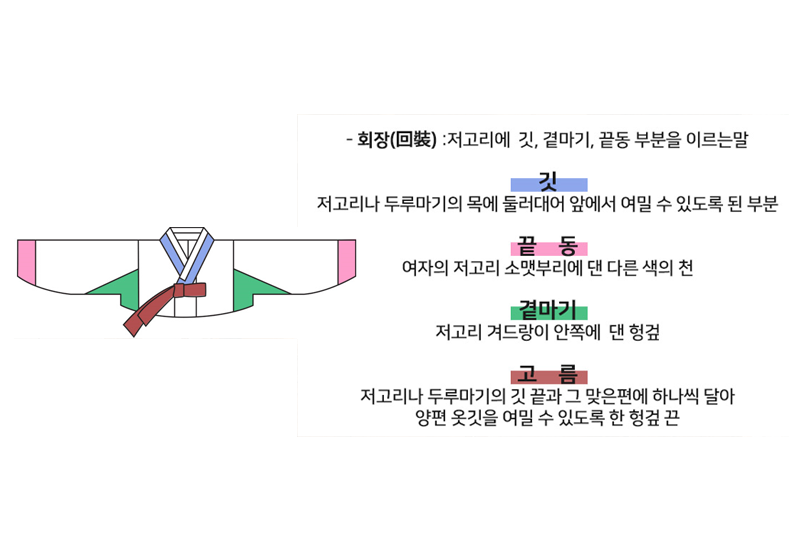 - 회장(回裝) :저고리에 깃, 곁마기, 끝동 부분을 이르는말
깃
저고리나 두루마기의 목에 둘러대어 앞에서 여밀 수 있도록 된 부분
끝 동
여자의 저고리 소맷부리에 댄 다른 색의 천
곁마기
저고리 겨드랑이 안쪽에 댄 헝겊
고 름
저고리나 두루마기의 깃 끝과 그 맞은편에 하나씩 달아
양편 옷깃을 여밀 수 있도록 한 헝겊 끈